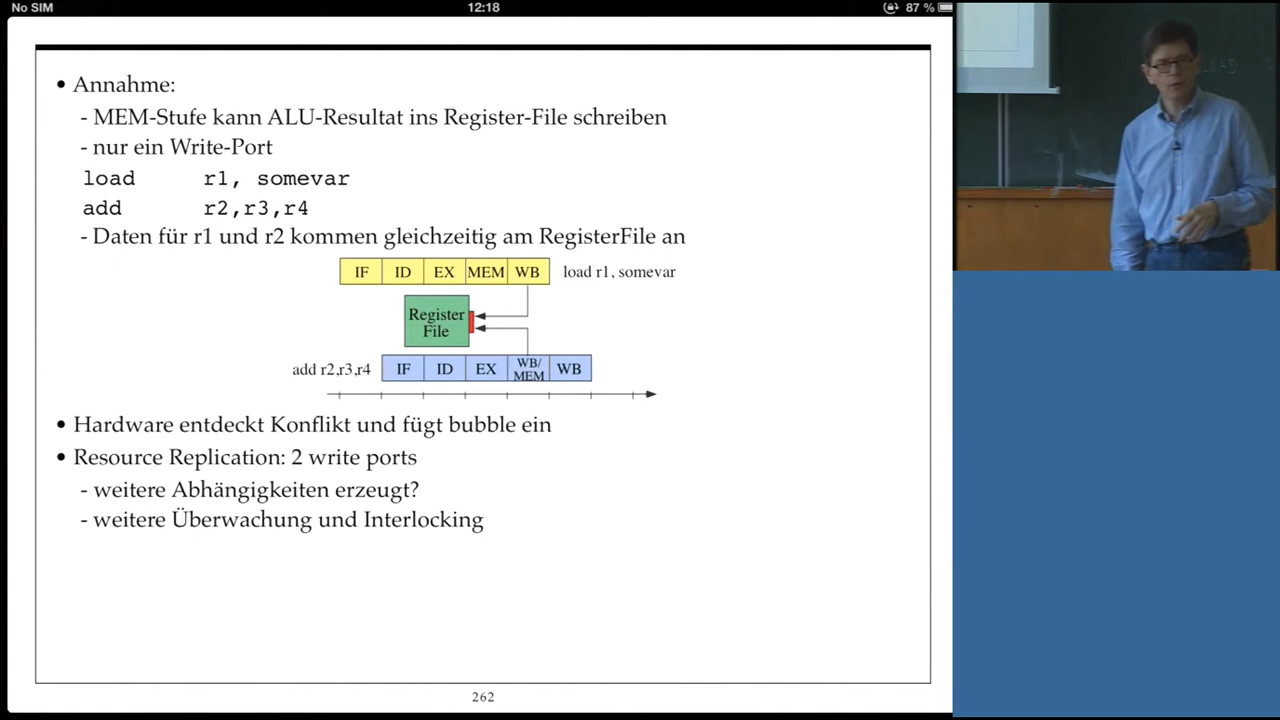 No SIM 12:18 87 %
• Annahme:
- MEM-Stufe kann ALU-Resultat ins Register-File schreiben
- nur ein Write-Port
load r1, somevar
add r2,r3,r4
- Daten für r1 und r2 kommen gleichzeitig am RegisterFile an
IF ID EX MEM WB load r1, somevar
Register
File
add r2,r3,r4 IF ID EX WB/ MEM WB
• Hardware entdeckt Konflikt und fügt bubble ein
• Resource Replication: 2 write ports
- weitere Abhängigkeiten erzeugt?
- weitere Überwachung und Interlocking
262